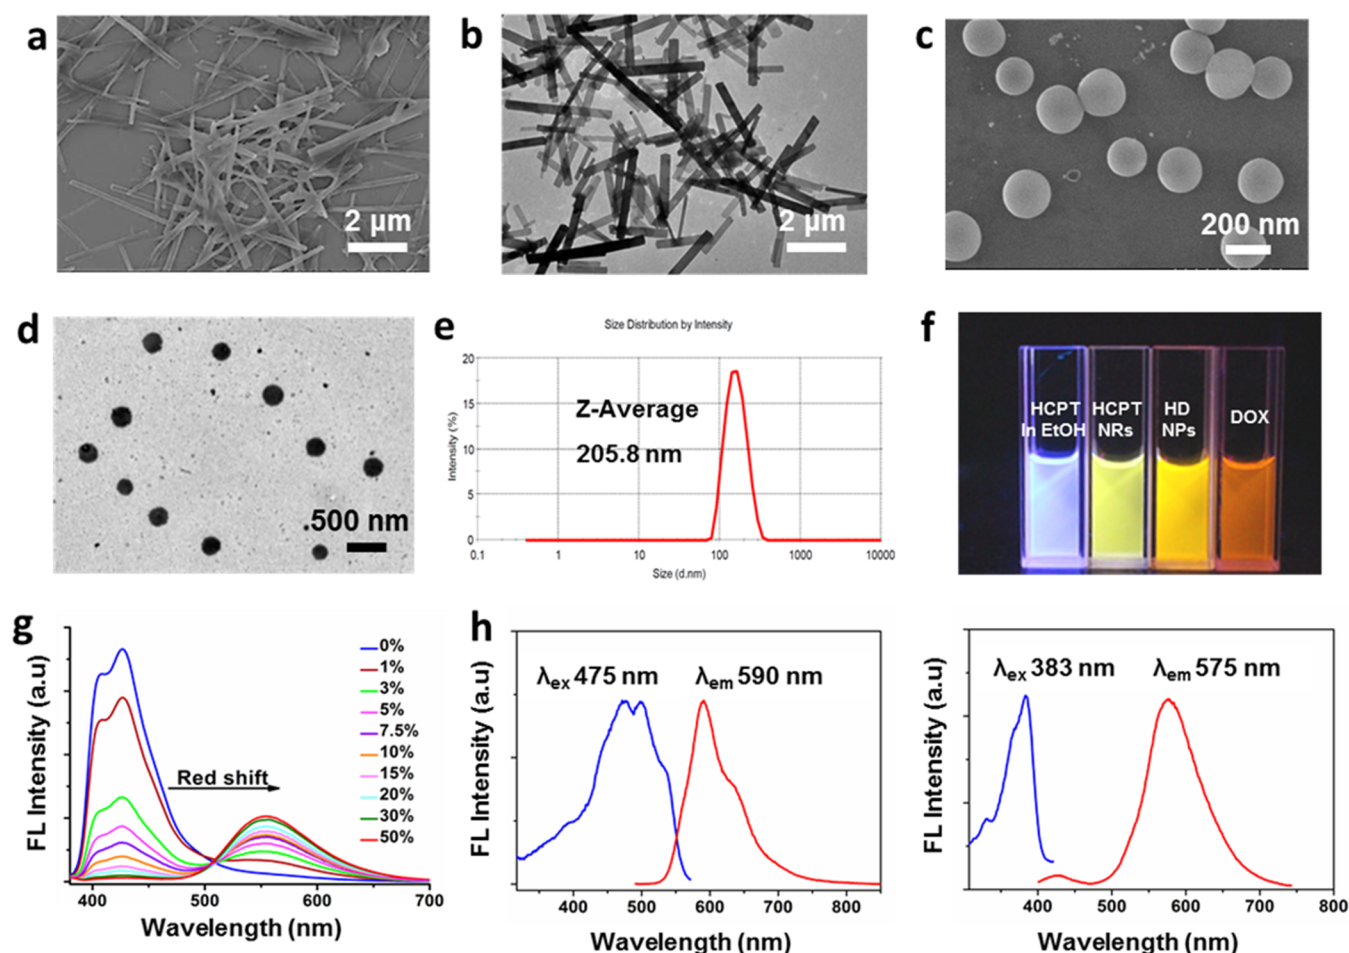 a
2 μm
b
2 μm
c
200 nm
d
.500 nm
e
Size Distribution by Intensity
Intensity (%)
20
15
10
5
0
Z-Average
205.8 nm
0.1 1 10 100 1000 10000
Size (d.nm)
f
HCPT
In EtOH
HCPT
NRs
HD
NPs
DOX
g
FL Intensity (a.u)
Red shift
0%
1%
3%
5%
7.5%
10%
15%
20%
30%
50%
400 500 600 700
Wavelength (nm)
h
FL Intensity (a.u)
λex 475 nm λem 590 nm
400 500 600 700 800
Wavelength (nm)
FL Intensity (a.u)
λex 383 nm λem 575 nm
400 500 600 700 800
Wavelength (nm)